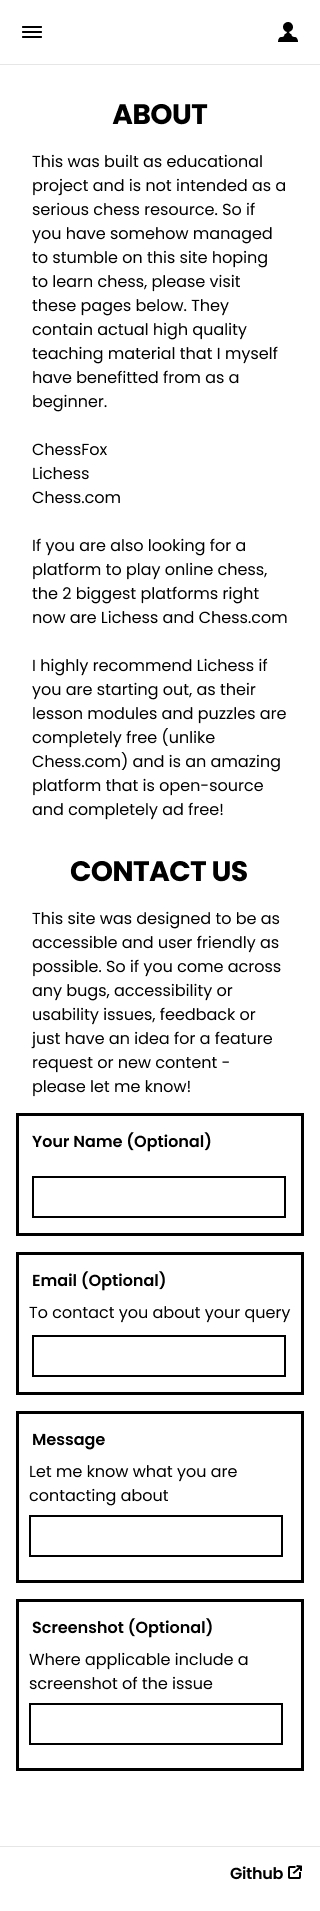 ABOUT
This was built as educational
project and is not intended as a
serious chess resource. So if
you have somehow managed
to stumble on this site hoping
to learn chess, please visit
these pages below. They
contain actual high quality
teaching material that I myself
have benefitted from as a
beginner.
ChessFox
Lichess
Chess.com
If you are also looking for a
platform to play online chess,
the 2 biggest platforms right
now are Lichess and Chess.com
I highly recommend Lichess if
you are starting out, as their
lesson modules and puzzles are
completely free (unlike
Chess.com) and is an amazing
platform that is open-source
and completely ad free!
CONTACT US
This site was designed to be as
accessible and user friendly as
possible. So if you come across
any bugs, accessibility or
usability issues, feedback or
just have an idea for a feature
request or new content -
please let me know!
Your Name (Optional)
Email (Optional)
To contact you about your query
Message
Let me know what you are
contacting about
Screenshot (Optional)
Where applicable include a
screenshot of the issue
Github